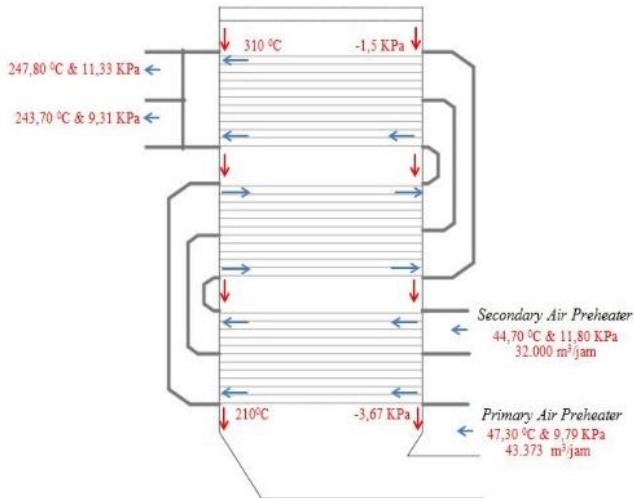 310 ⁰C
-1,5 KPa
247,80 ⁰C & 11,33 KPa
243,70 ⁰C & 9,31 KPa
Secondary Air Preheater
44,70 ⁰C & 11,80 KPa
32.000 m³/jam
210⁰C
-3,67 KPa
Primary Air Preheater
47,30 ⁰C & 9,79 KPa
43.373 m³/jam